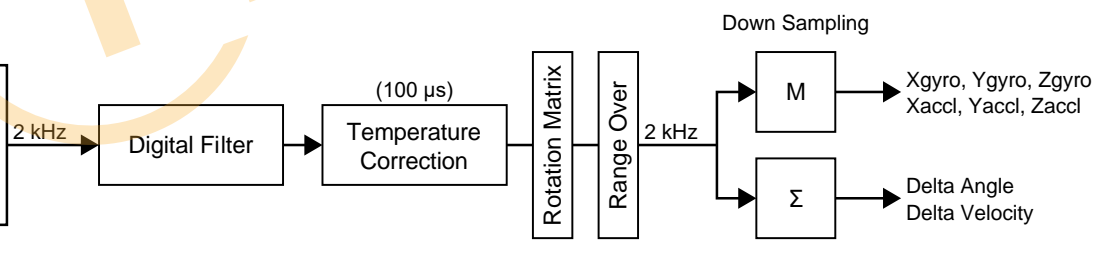 Down Sampling
2 kHz
Digital Filter
(100 μs)
Temperature
Correction
Rotation Matrix
Range Over
2 kHz
M
Xgyro, Ygyro, Zgyro
Xaccl, Yaccl, Zaccl
Σ
Delta Angle
Delta Velocity